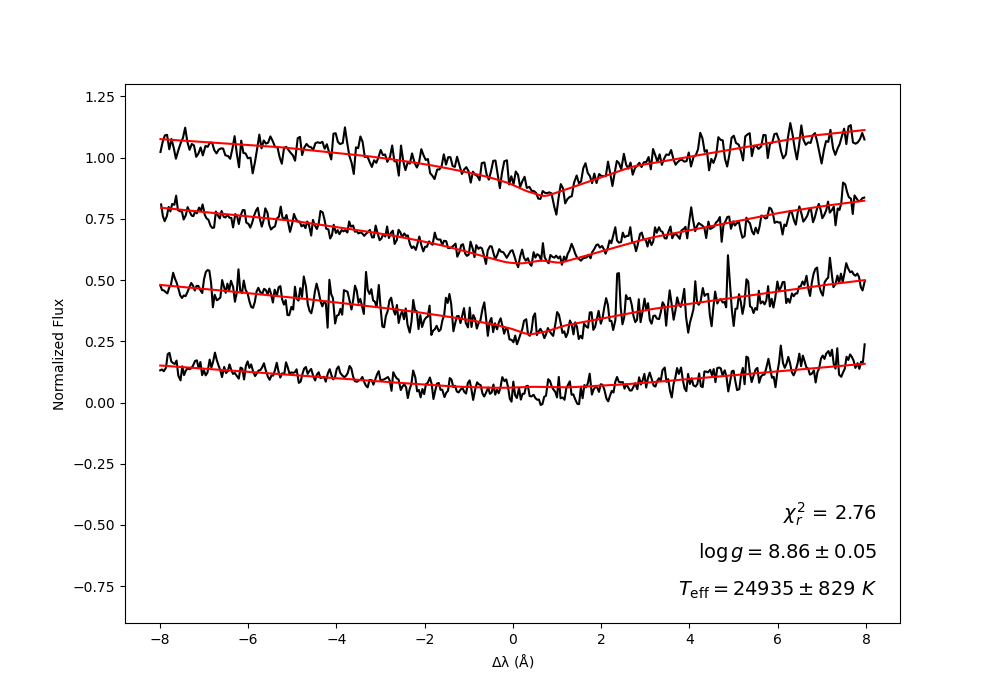 1.25
1.00
0.75
0.50
0.25
0.00
−0.25
−0.50
−0.75
Normalized Flux
χ²ᵣ = 2.76
log g = 8.86 ± 0.05
T_eff = 24935 ± 829 K
−8 −6 −4 −2 0 2 4 6 8
Δλ (Å)